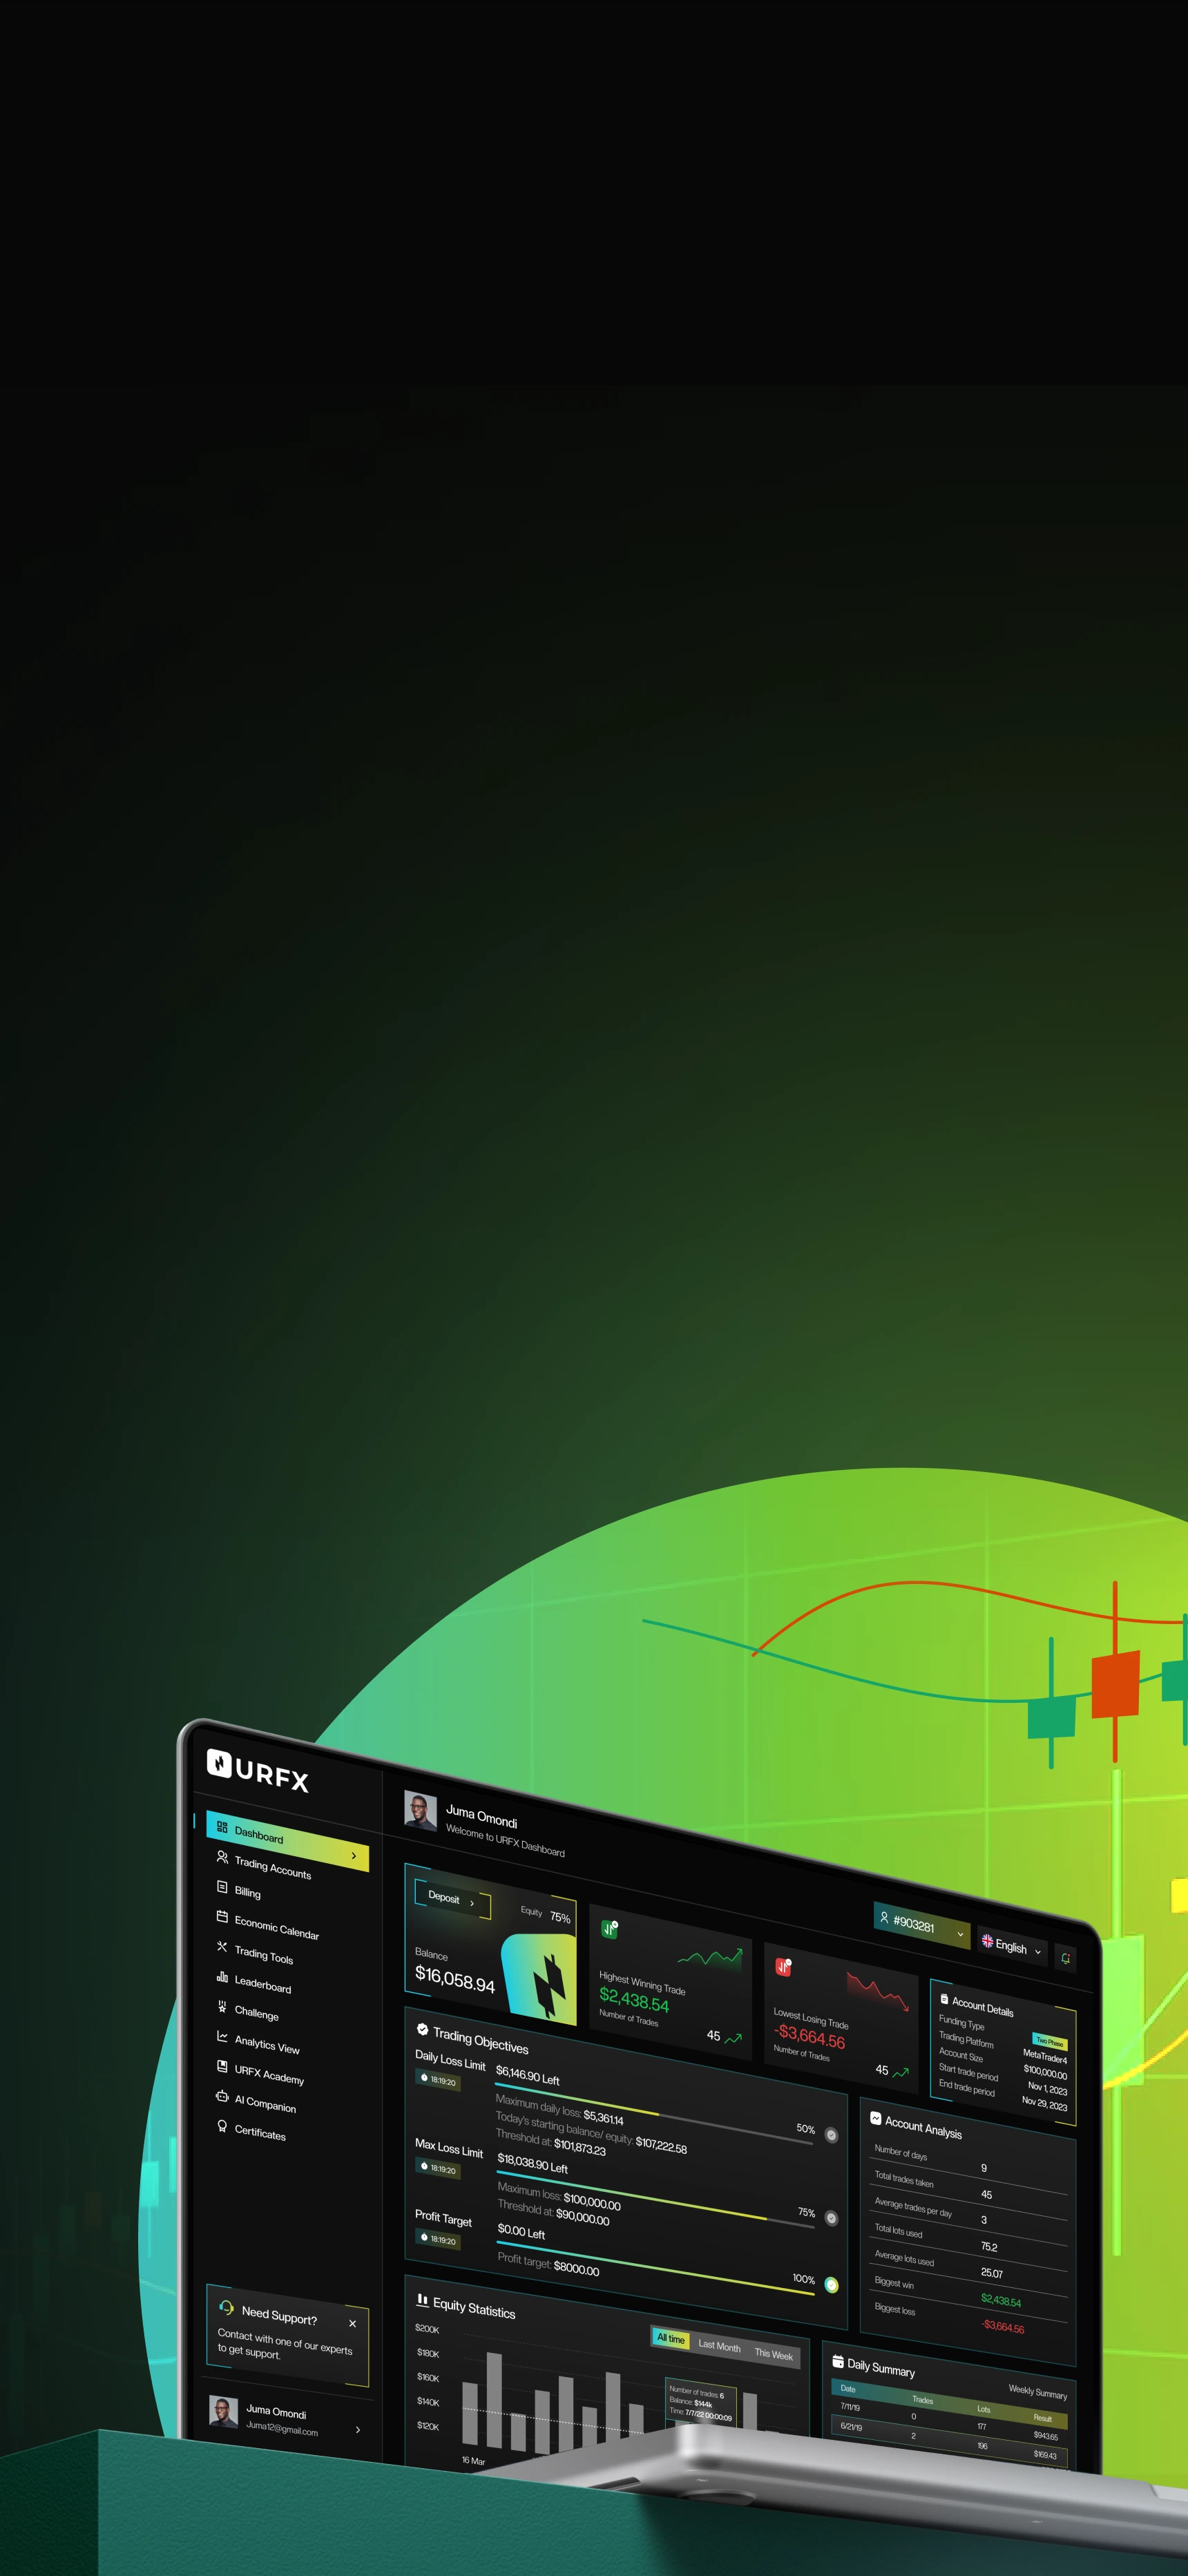 URFX
Dashboard
Trading Accounts
Billing
Economic Calendar
Trading Tools
Leaderboard
Challenge
Analytics View
URFX Academy
AI Companion
Certificates
Need Support?
Contact with one of our experts
to get support.
Juma Omondi
Juma12@gmail.com
Juma Omondi
Welcome to URFX Dashboard
#903281
English
Deposit
Equity 75%
Balance
$16,058.94
Highest Winning Trade
$2,438.54
Number of Trades
45
Lowest Losing Trade
-$3,664.56
Number of Trades
45
Account Details
Funding Type Two Phase
Trading Platform MetaTrader4
Account Size $100,000.00
Start trade period Nov 1, 2023
End trade period Nov 29, 2023
Trading Objectives
Daily Loss Limit
18:19:20
$6,146.90 Left
50%
Maximum daily loss: $5,361.14
Today's starting balance/ equity: $107,222.58
Threshold at: $101,873.23
Max Loss Limit
18:19:20
$18,038.90 Left
75%
Maximum loss: $100,000.00
Threshold at: $90,000.00
Profit Target
18:19:20
$0.00 Left
100%
Profit target: $8000.00
Account Analysis
Number of days 9
Total trades taken 45
Average trades per day 3
Total lots used 75.2
Average lots used 25.07
Biggest win $2,438.54
Biggest loss -$3,664.56
Equity Statistics
All time Last Month This Week
$200K
$180K
$160K
$140K
$120K
16 Mar
Number of trades: 6
Balance: $144k
Time: 7/7/22 00:00:09
Daily Summary
Weekly Summary
Date Trades Lots Result
7/11/19 0 177 $943.65
6/21/19 2 196 $169.43